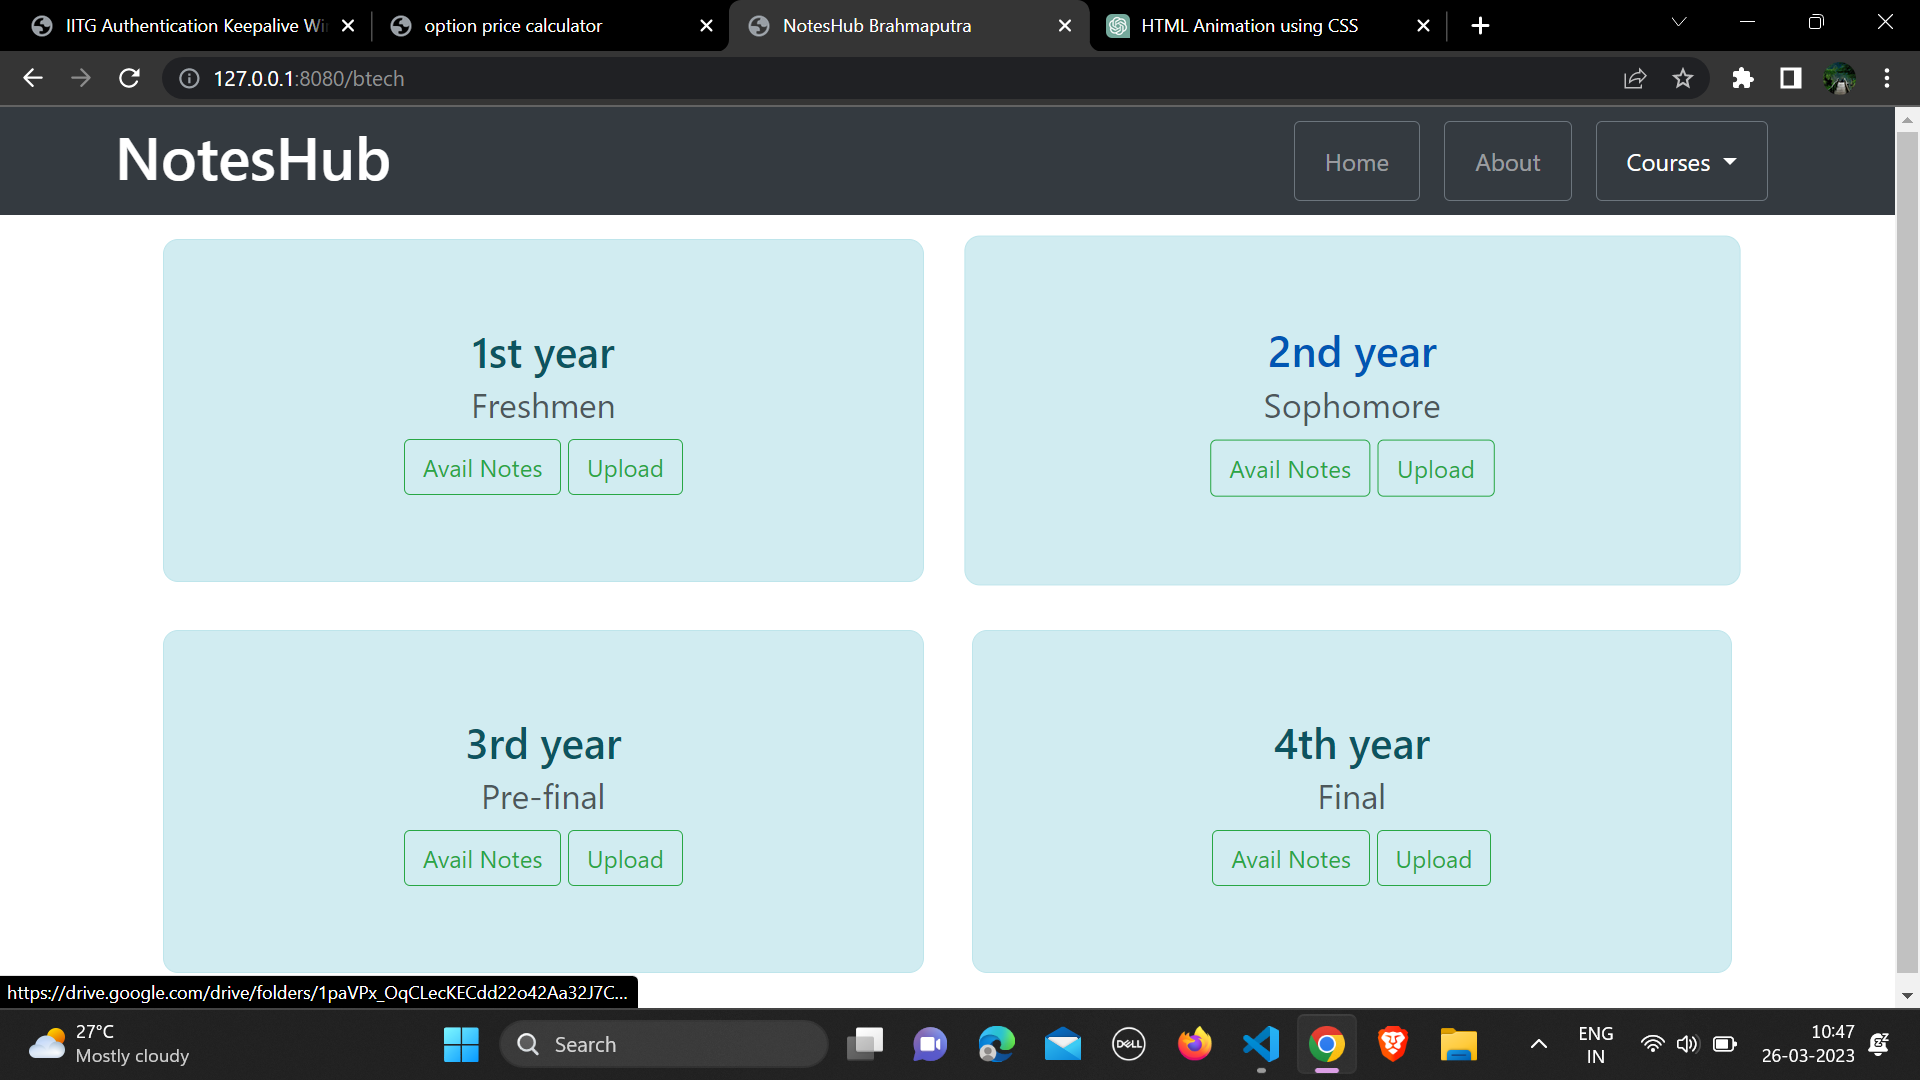 IITG Authentication Keepalive Wi
option price calculator
NotesHub Brahmaputra
HTML Animation using CSS
127.0.0.1:8080/btech
NotesHub
Home
About
Courses
1st year
Freshmen
Avail Notes
Upload
2nd year
Sophomore
Avail Notes
Upload
3rd year
Pre-final
Avail Notes
Upload
4th year
Final
Avail Notes
Upload
https://drive.google.com/drive/folders/1paVPx_OqCLecKECdd22o42Aa32J7C...
27°C
Mostly cloudy
Search
DELL
ENG
IN
10:47
26-03-2023